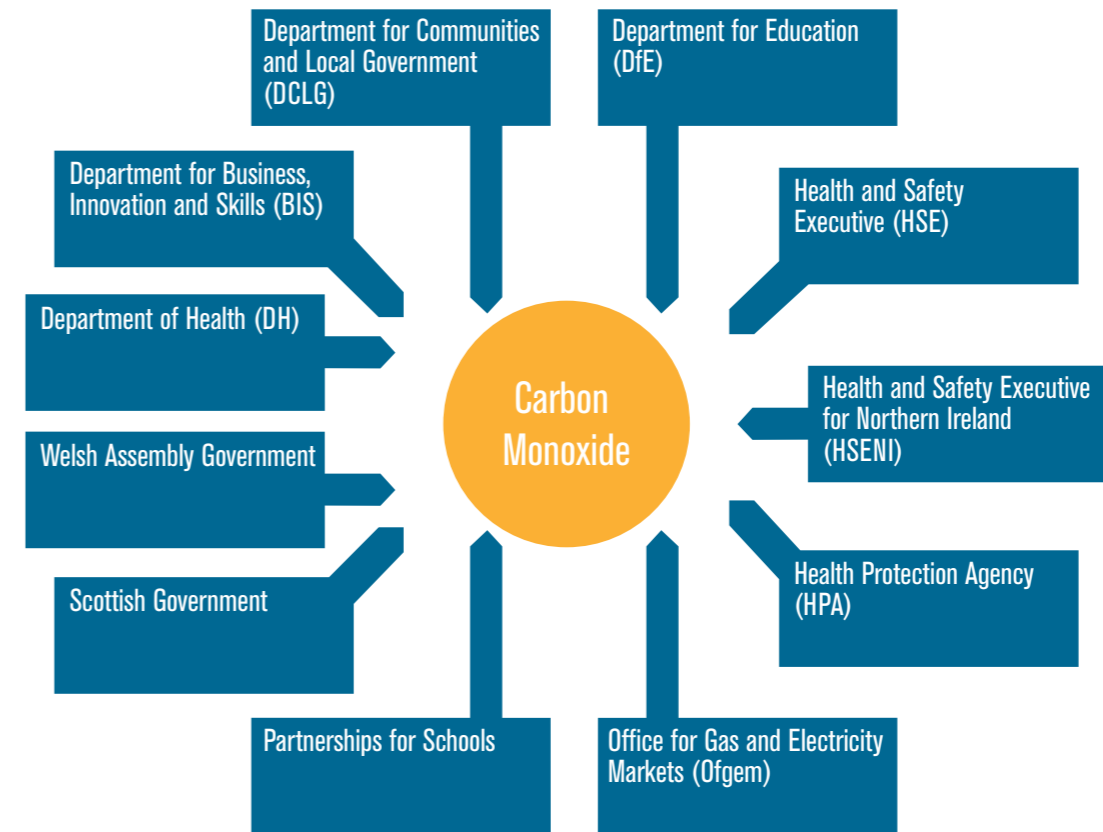 Department for Communities
and Local Government
(DCLG)
Department for Education
(DfE)
Department for Business,
Innovation and Skills (BIS)
Health and Safety
Executive (HSE)
Department of Health (DH)
Carbon
Monoxide
Health and Safety Executive
for Northern Ireland
(HSENI)
Welsh Assembly Government
Scottish Government
Health Protection Agency
(HPA)
Partnerships for Schools
Office for Gas and Electricity
Markets (Ofgem)